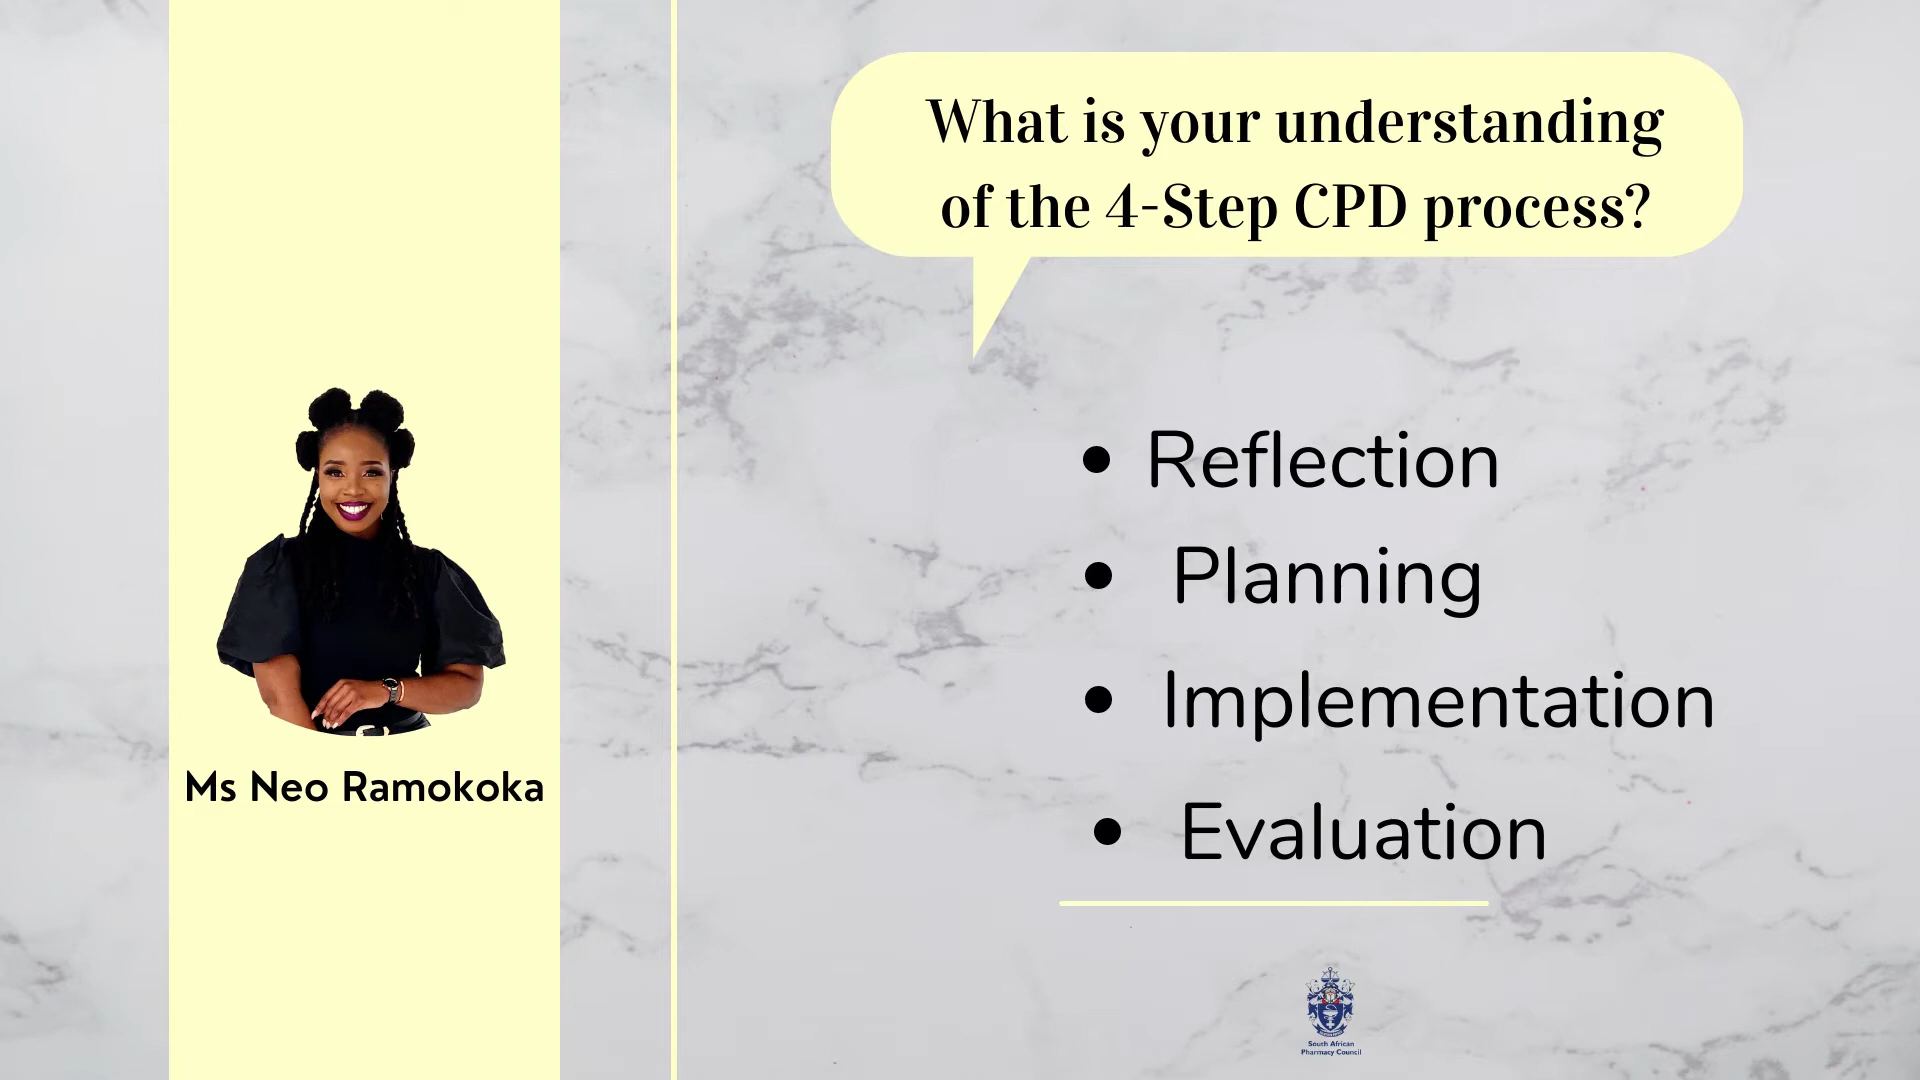 What is your understanding
of the 4-Step CPD process?
• Reflection
• Planning
• Implementation
• Evaluation
Ms Neo Ramokoka
South African
Pharmacy Council